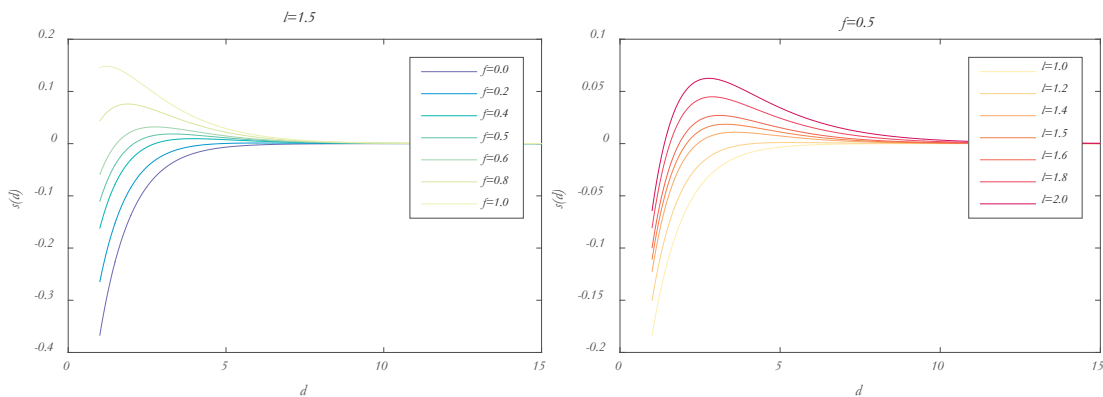 l=1.5
0.2
0.1
0
-0.1
-0.2
-0.3
-0.4
s(d)
0
5
10
15
d
f=0.0
f=0.2
f=0.4
f=0.5
f=0.6
f=0.8
f=1.0
f=0.5
0.1
0.05
0
-0.05
-0.1
-0.15
-0.2
s(d)
0
5
10
15
d
l=1.0
l=1.2
l=1.4
l=1.5
l=1.6
l=1.8
l=2.0